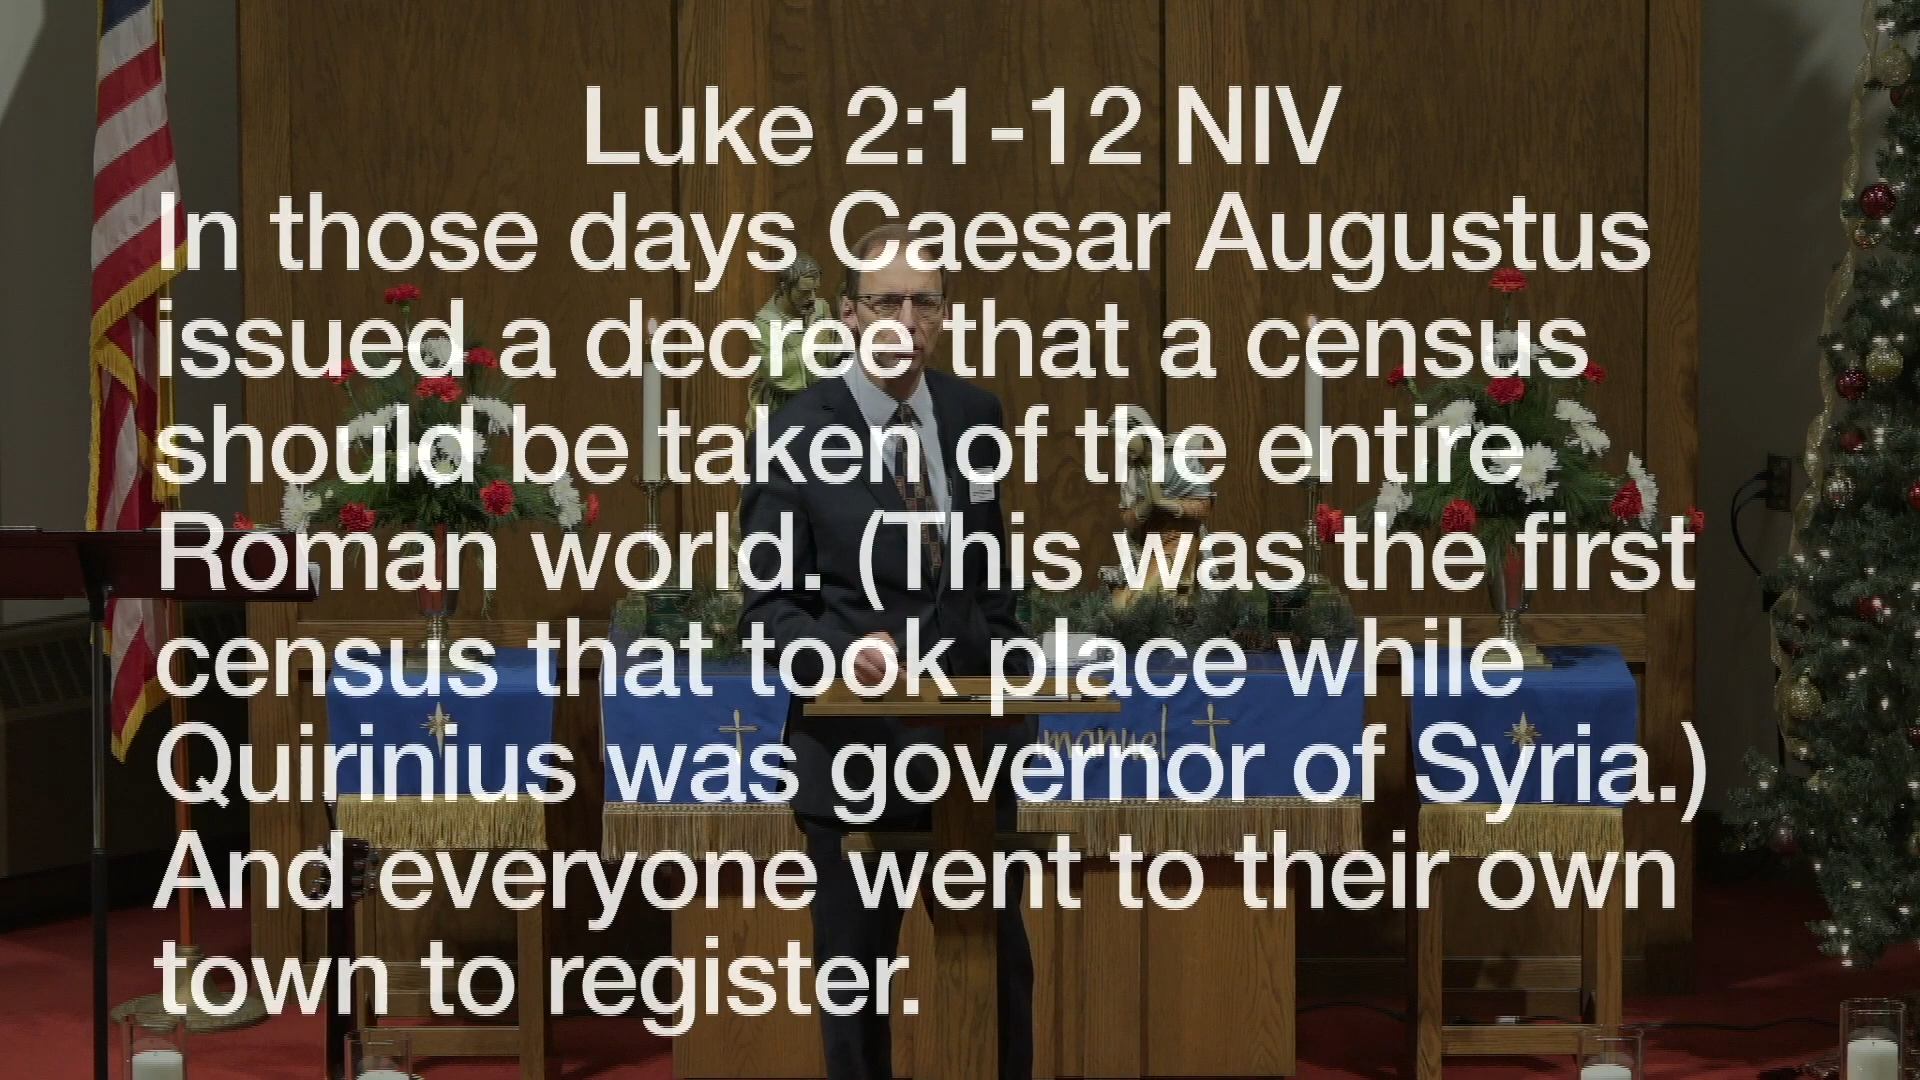 Luke 2:1-12 NIV
In those days Caesar Augustus
issued a decree that a census
should be taken of the entire
Roman world. (This was the first
census that took place while
Quirinius was governor of Syria.)
And everyone went to their own
town to register.
manuel